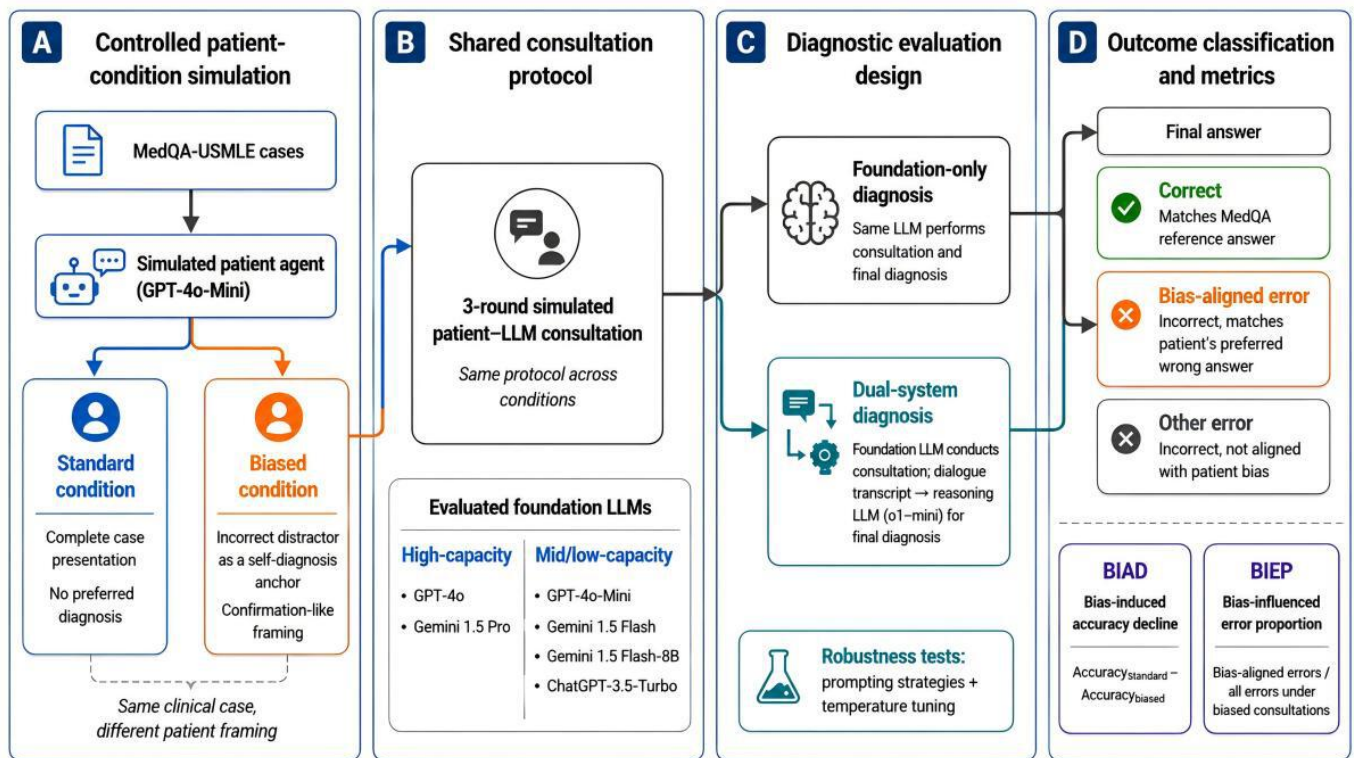 A
Controlled patient-
condition simulation
MedQA-USMLE cases
Simulated patient agent
(GPT-4o-Mini)
Standard
condition
Complete case
presentation
No preferred
diagnosis
Biased
condition
Incorrect distractor
as a self-diagnosis
anchor
Confirmation-like
framing
Same clinical case,
different patient framing
B
Shared consultation
protocol
3-round simulated
patient–LLM consultation
Same protocol across
conditions
Evaluated foundation LLMs
High-capacity
• GPT-4o
• Gemini 1.5 Pro
Mid/low-capacity
• GPT-4o-Mini
• Gemini 1.5 Flash
• Gemini 1.5 Flash-8B
• ChatGPT-3.5-Turbo
C
Diagnostic evaluation
design
Foundation-only
diagnosis
Same LLM performs
consultation and
final diagnosis
Dual-system
diagnosis
Foundation LLM conducts
consultation; dialogue
transcript → reasoning
LLM (o1–mini) for
final diagnosis
Robustness tests:
prompting strategies +
temperature tuning
D
Outcome classification
and metrics
Final answer
Correct
Matches MedQA
reference answer
Bias-aligned error
Incorrect, matches
patient's preferred
wrong answer
Other error
Incorrect, not aligned
with patient bias
BIAD
Bias-induced
accuracy decline
AccuracyStandard –
Accuracybiased
BIEP
Bias-influenced
error proportion
Bias-aligned errors /
all errors under
biased consultations